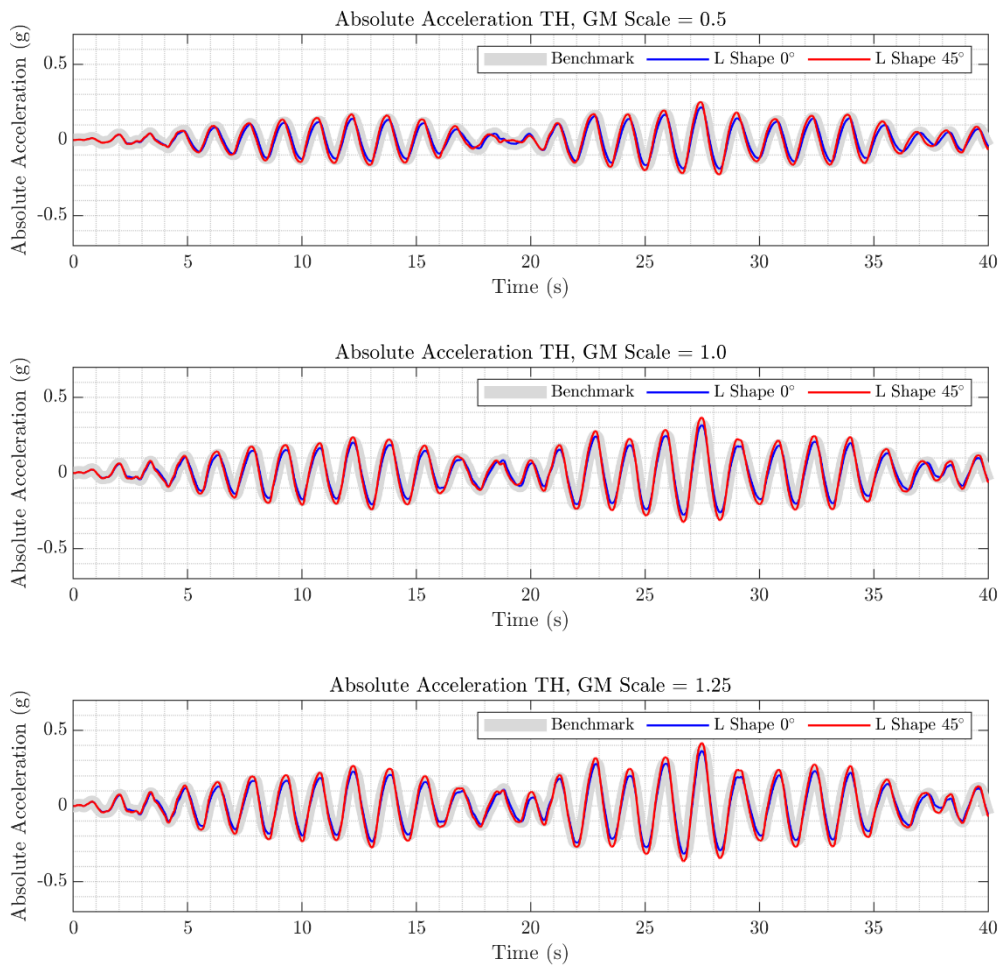 Absolute Acceleration TH, GM Scale = 0.5
Absolute Acceleration (g)
0.5
0
-0.5
Benchmark L Shape 0° L Shape 45°
0 5 10 15 20 25 30 35 40
Time (s)
Absolute Acceleration TH, GM Scale = 1.0
Absolute Acceleration (g)
0.5
0
-0.5
Benchmark L Shape 0° L Shape 45°
0 5 10 15 20 25 30 35 40
Time (s)
Absolute Acceleration TH, GM Scale = 1.25
Absolute Acceleration (g)
0.5
0
-0.5
Benchmark L Shape 0° L Shape 45°
0 5 10 15 20 25 30 35 40
Time (s)